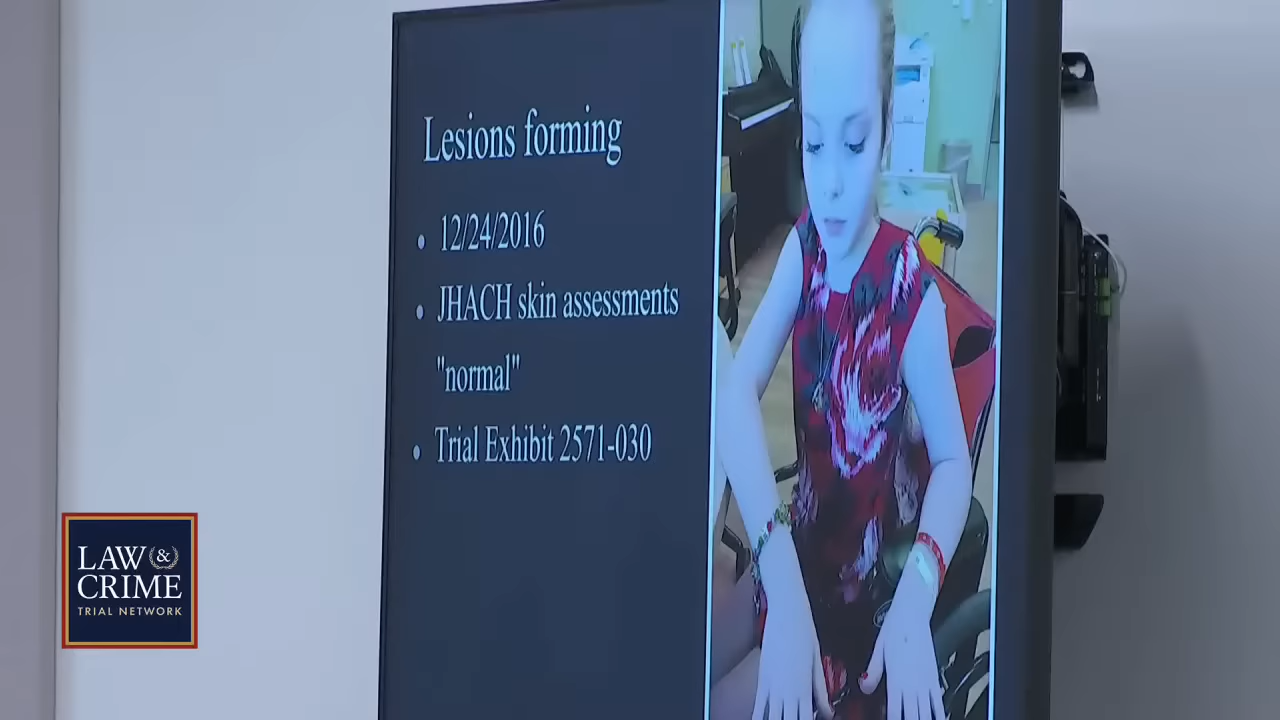 Lesions forming
• 12/24/2016
• JHACH skin assessments
"normal"
• Trial Exhibit 2571-030
LAW &
CRIME
TRIAL NETWORK